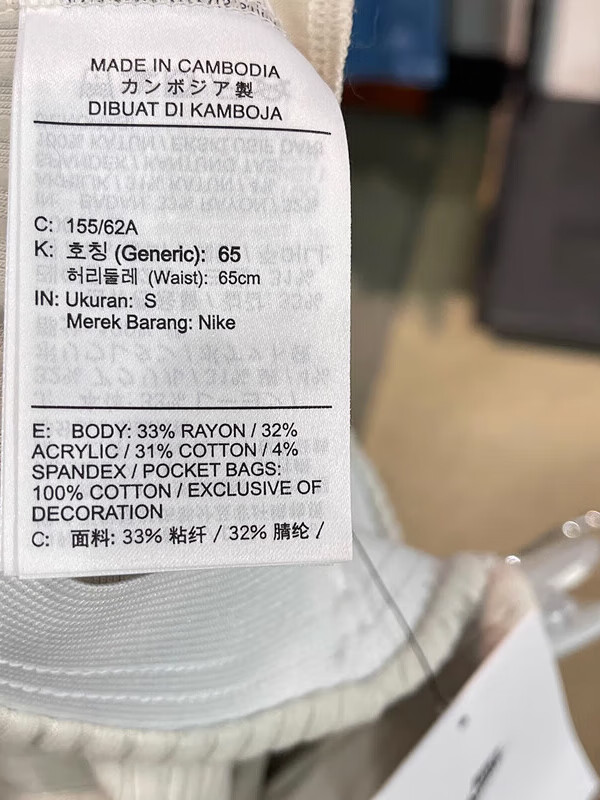 MADE IN CAMBODIA
カンボジア製
DIBUAT DI KAMBOJA
C: 155/62A
K: 호칭 (Generic): 65
허리둘레 (Waist): 65cm
IN: Ukuran: S
Merek Barang: Nike
E: BODY: 33% RAYON / 32%
ACRYLIC / 31% COTTON / 4%
SPANDEX / POCKET BAGS:
100% COTTON / EXCLUSIVE OF
DECORATION
C: 面料: 33% 粘纤 / 32% 腈纶 /